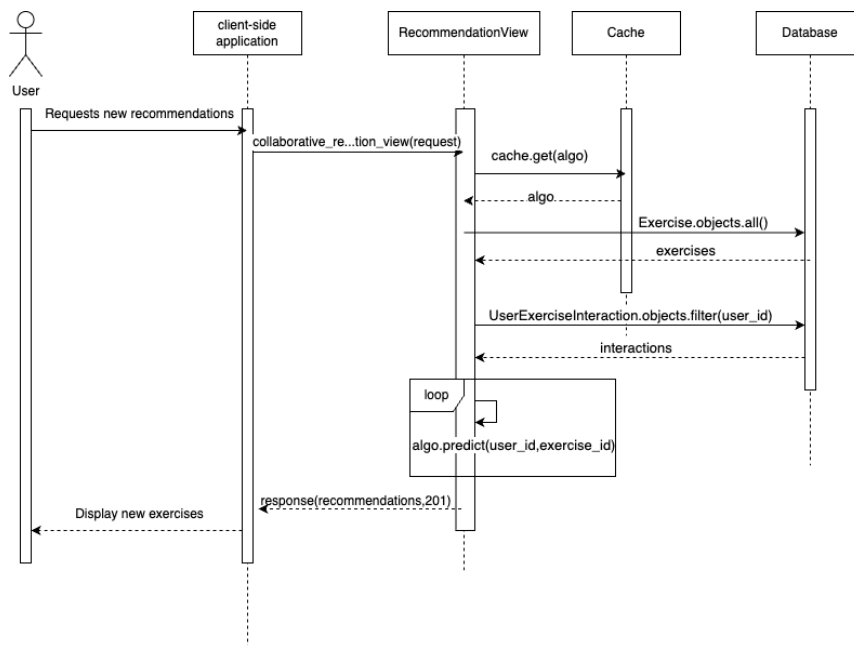 client-side
application
RecommendationView
Cache
Database
User
Requests new recommendations
collaborative_re...tion_view(request)
cache.get(algo)
algo
Exercise.objects.all()
exercises
UserExerciseInteraction.objects.filter(user_id)
interactions
loop
algo.predict(user_id,exercise_id)
response(recommendations,201)
Display new exercises